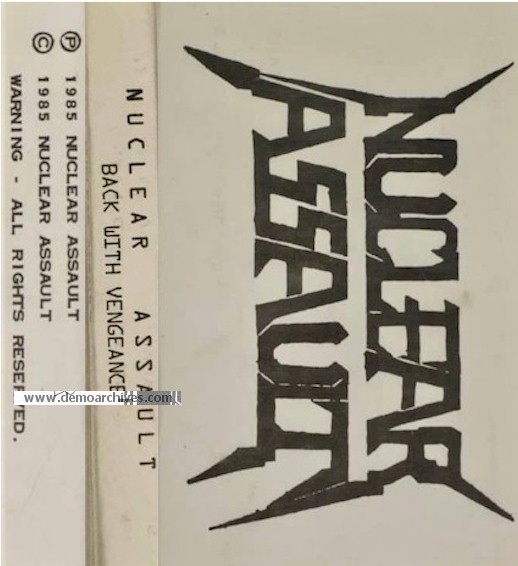 NUCLEAR
ASSAULT
NUCLEAR ASSAULT
BACK WITH VENGEANCE
Ⓟ 1985 NUCLEAR ASSAULT
© 1985 NUCLEAR ASSAULT
WARNING - ALL RIGHTS RESERVED.
www.demoarchives.com